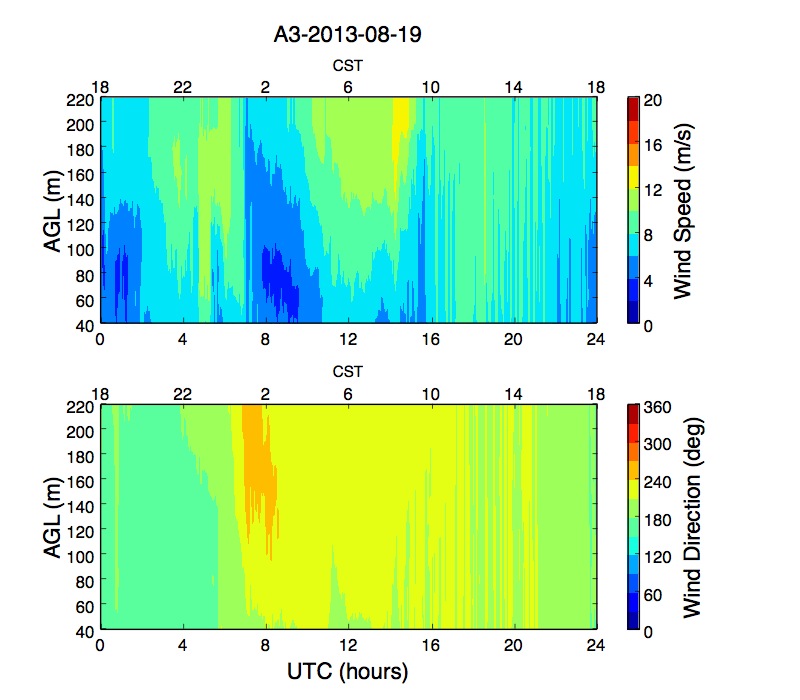 A3-2013-08-19
CST
18 22 2 6 10 14 18
220
200
180
160
140
120
100
80
60
40
AGL (m)
0 4 8 12 16 20 24
20
16
12
8
4
0
Wind Speed (m/s)
CST
18 22 2 6 10 14 18
220
200
180
160
140
120
100
80
60
40
AGL (m)
0 4 8 12 16 20 24
UTC (hours)
360
300
240
180
120
60
0
Wind Direction (deg)